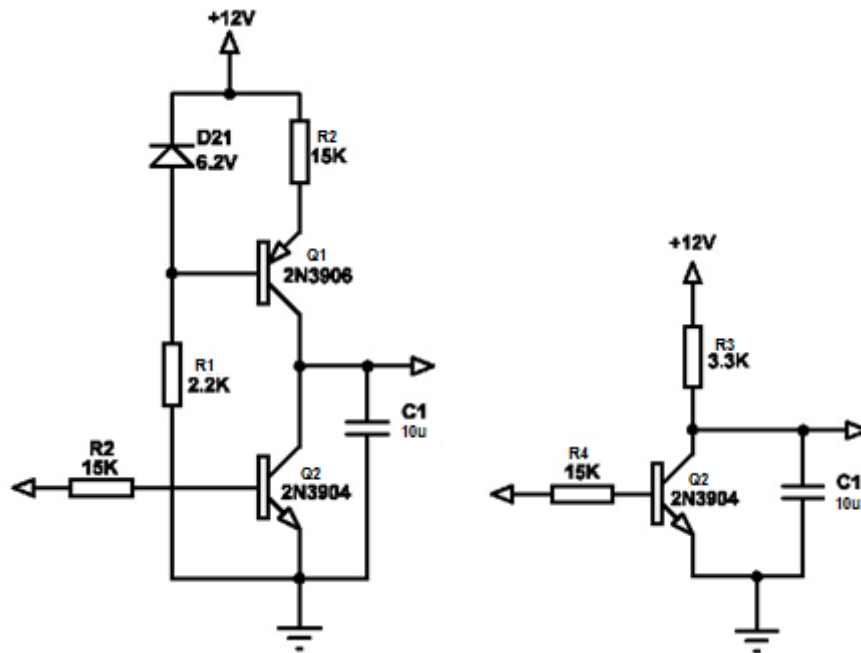 +12V
D21
6.2V
R2
15K
Q1
2N3906
R1
2.2K
C1
10u
R2
15K
Q2
2N3904
+12V
R3
3.3K
R4
15K
Q2
2N3904
C1
10u